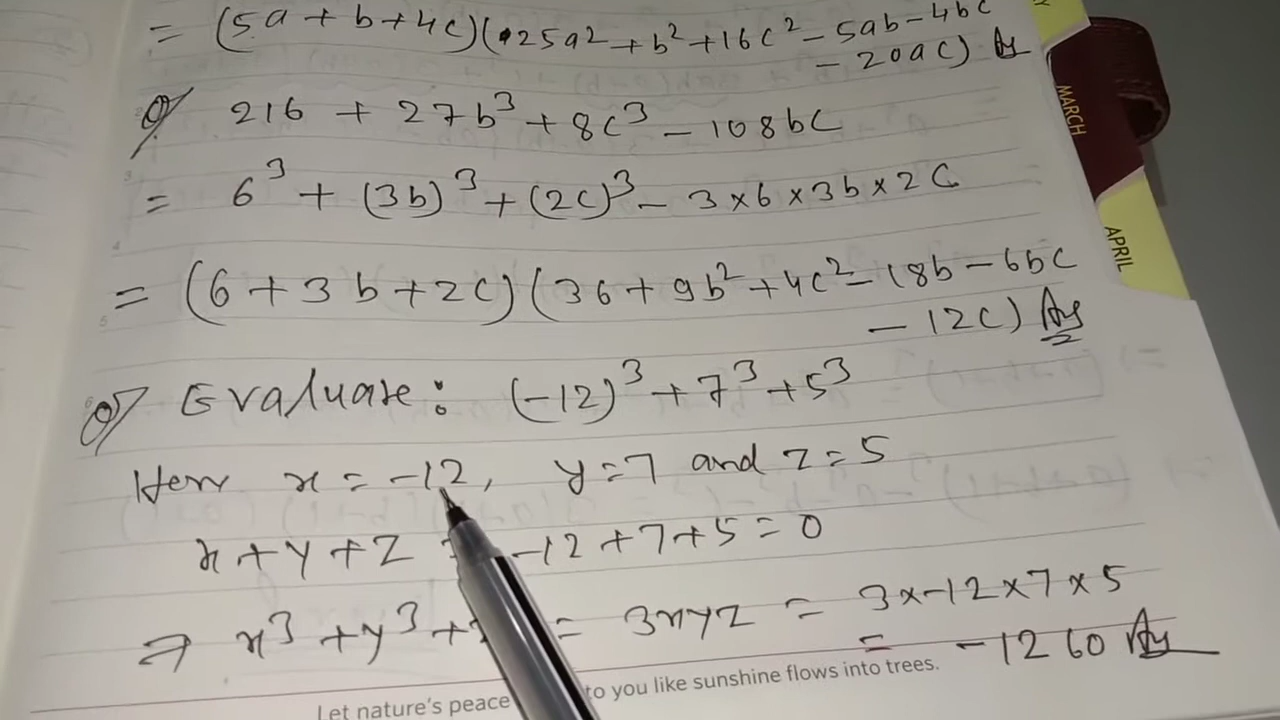 = (5a + b + 4c)(25a² + b² + 16c² - 5ab - 4bc
- 20ac) Ans
Q) 216 + 27b³ + 8c³ - 108bc
= 6³ + (3b)³ + (2c)³ - 3×6×3b×2c
= (6 + 3b + 2c)(36 + 9b² + 4c² - 18b - 6bc
- 12c) Ans
Q) Evaluate: (-12)³ + 7³ + 5³
Here x = -12, y = 7 and z = 5
x + y + z -12 + 7 + 5 = 0
⇒ x³ + y³ + = 3xyz = 3×-12×7×5
= -1260 Ans
Let nature's peace to you like sunshine flows into trees.
MARCH
APRIL